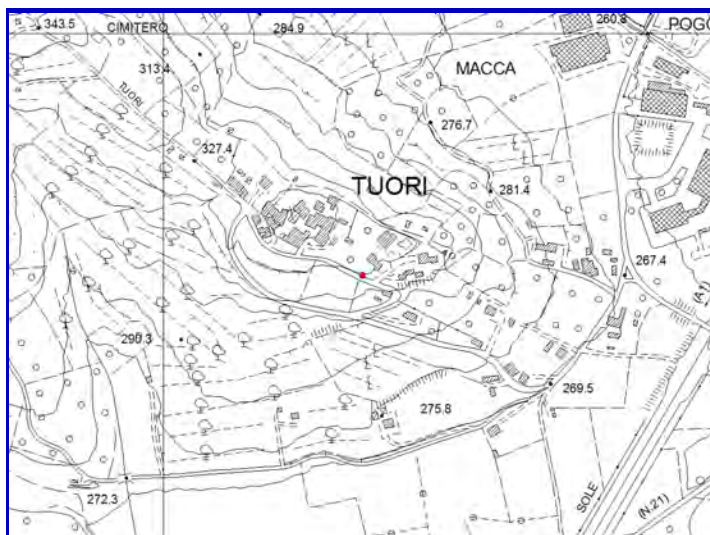 343.5
CIMITERO
284.9
260.8
POGG
313.4
MACCA
TUORI
276.7
327.4
TUORI
281.4
267.4
(A1)
290.3
269.5
275.8
272.3
SOLE
(N.21)